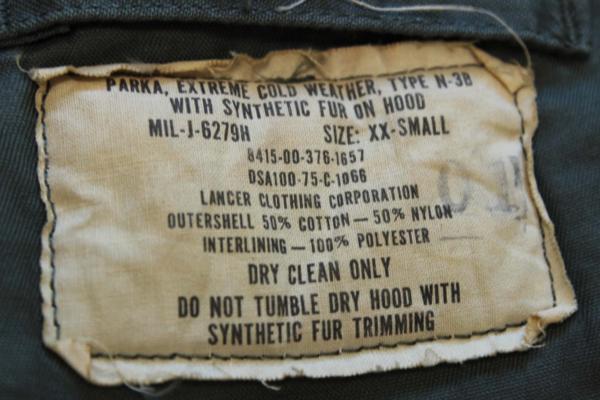 PARKA, EXTREME COLD WEATHER, TYPE N-3B
WITH SYNTHETIC FUR ON HOOD
MIL-J-6279H SIZE: XX-SMALL
8415-00-376-1657
DSA100-75-C-1066
LANCER CLOTHING CORPORATION
OUTERSHELL 50% COTTON — 50% NYLON
INTERLINING — 100% POLYESTER
DRY CLEAN ONLY
DO NOT TUMBLE DRY HOOD WITH
SYNTHETIC FUR TRIMMING